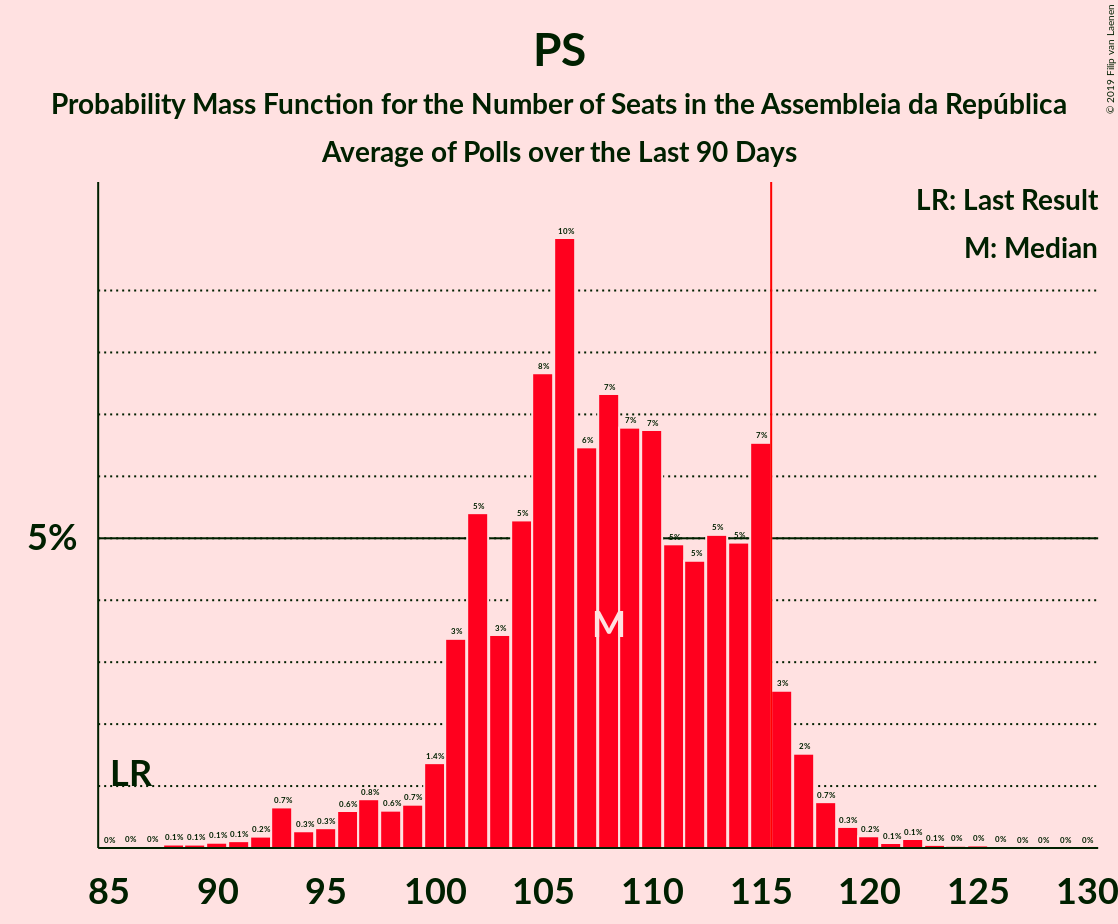 PS
Probability Mass Function for the Number of Seats in the Assembleia da República
Average of Polls over the Last 90 Days
© 2019 Filip van Laenen
LR: Last Result
M: Median
5%
0% 0% 0% 0.1% 0.1% 0.1% 0.1% 0.2% 0.7% 0.3% 0.3% 0.6% 0.8% 0.6% 0.7% 1.4% 3% 5% 3% 5% 8% 10% 6% 7% 7% 7% 5% 5% 5% 5% 7% 3% 2% 0.7% 0.3% 0.2% 0.1% 0.1% 0.1% 0% 0% 0% 0% 0% 0% 0%
M
LR
85 90 95 100 105 110 115 120 125 130